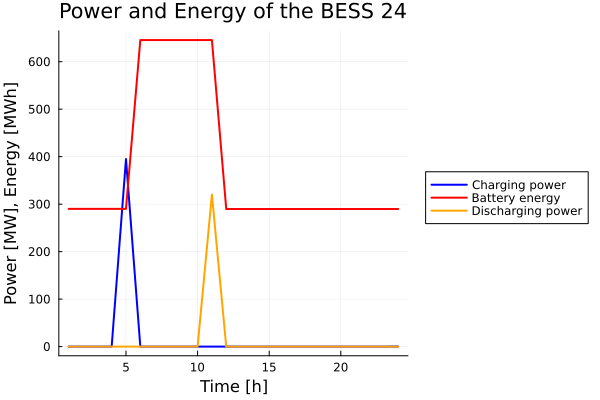 Power and Energy of the BESS 24
Power [MW], Energy [MWh]
600
500
400
300
200
100
0
5
10
15
20
Time [h]
Charging power
Battery energy
Discharging power